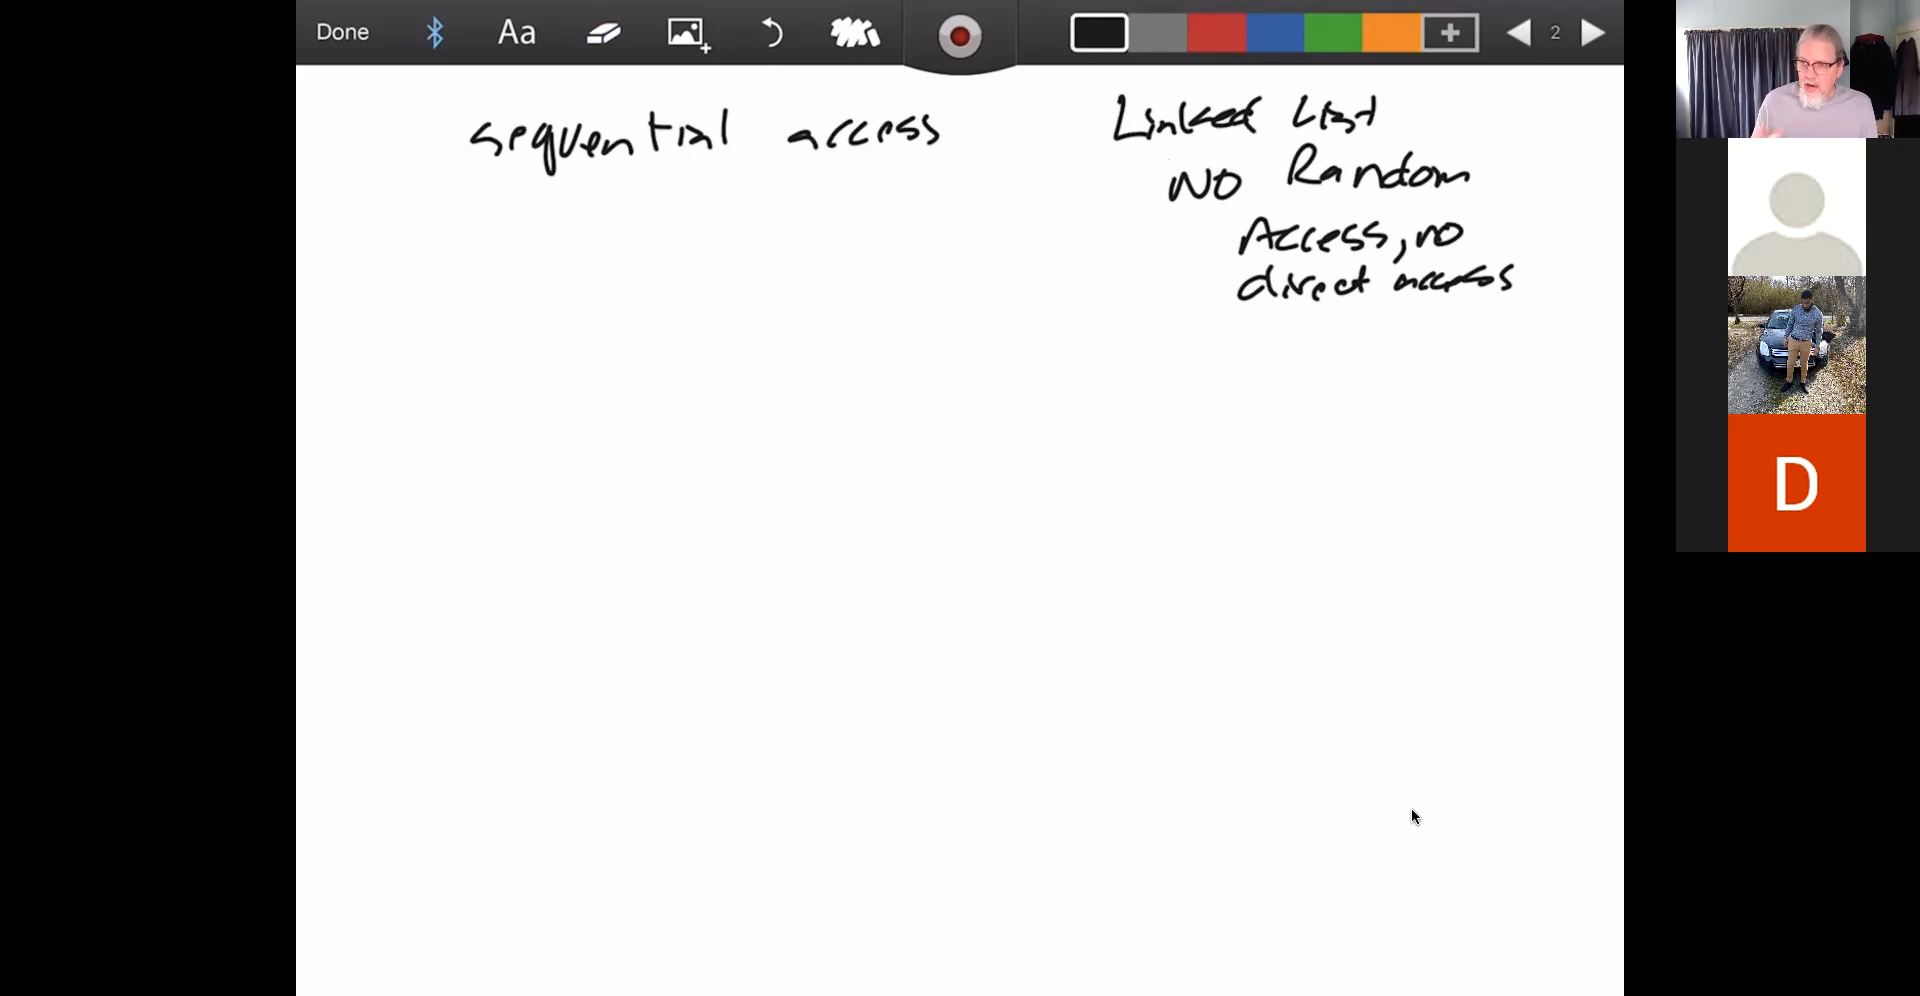 Done Aa 2
sequential access
Linked List
NO Random
Access, no
direct access
D